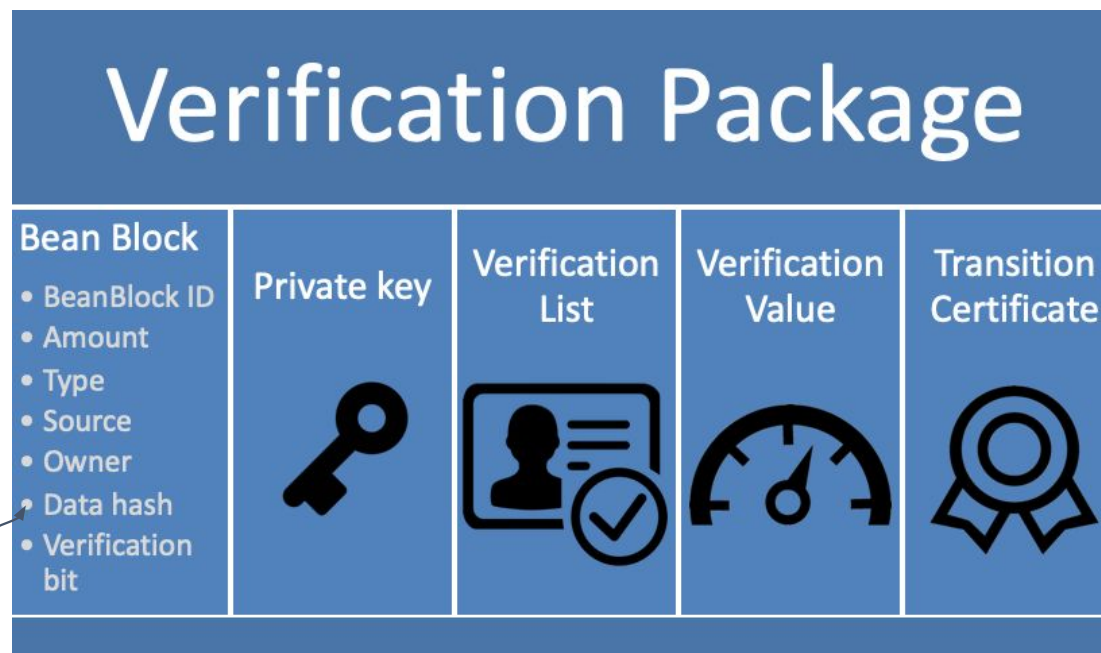 Verification Package
Bean Block
• BeanBlock ID
• Amount
• Type
• Source
• Owner
• Data hash
• Verification
bit
Private key
Verification
List
Verification
Value
Transition
Certificate